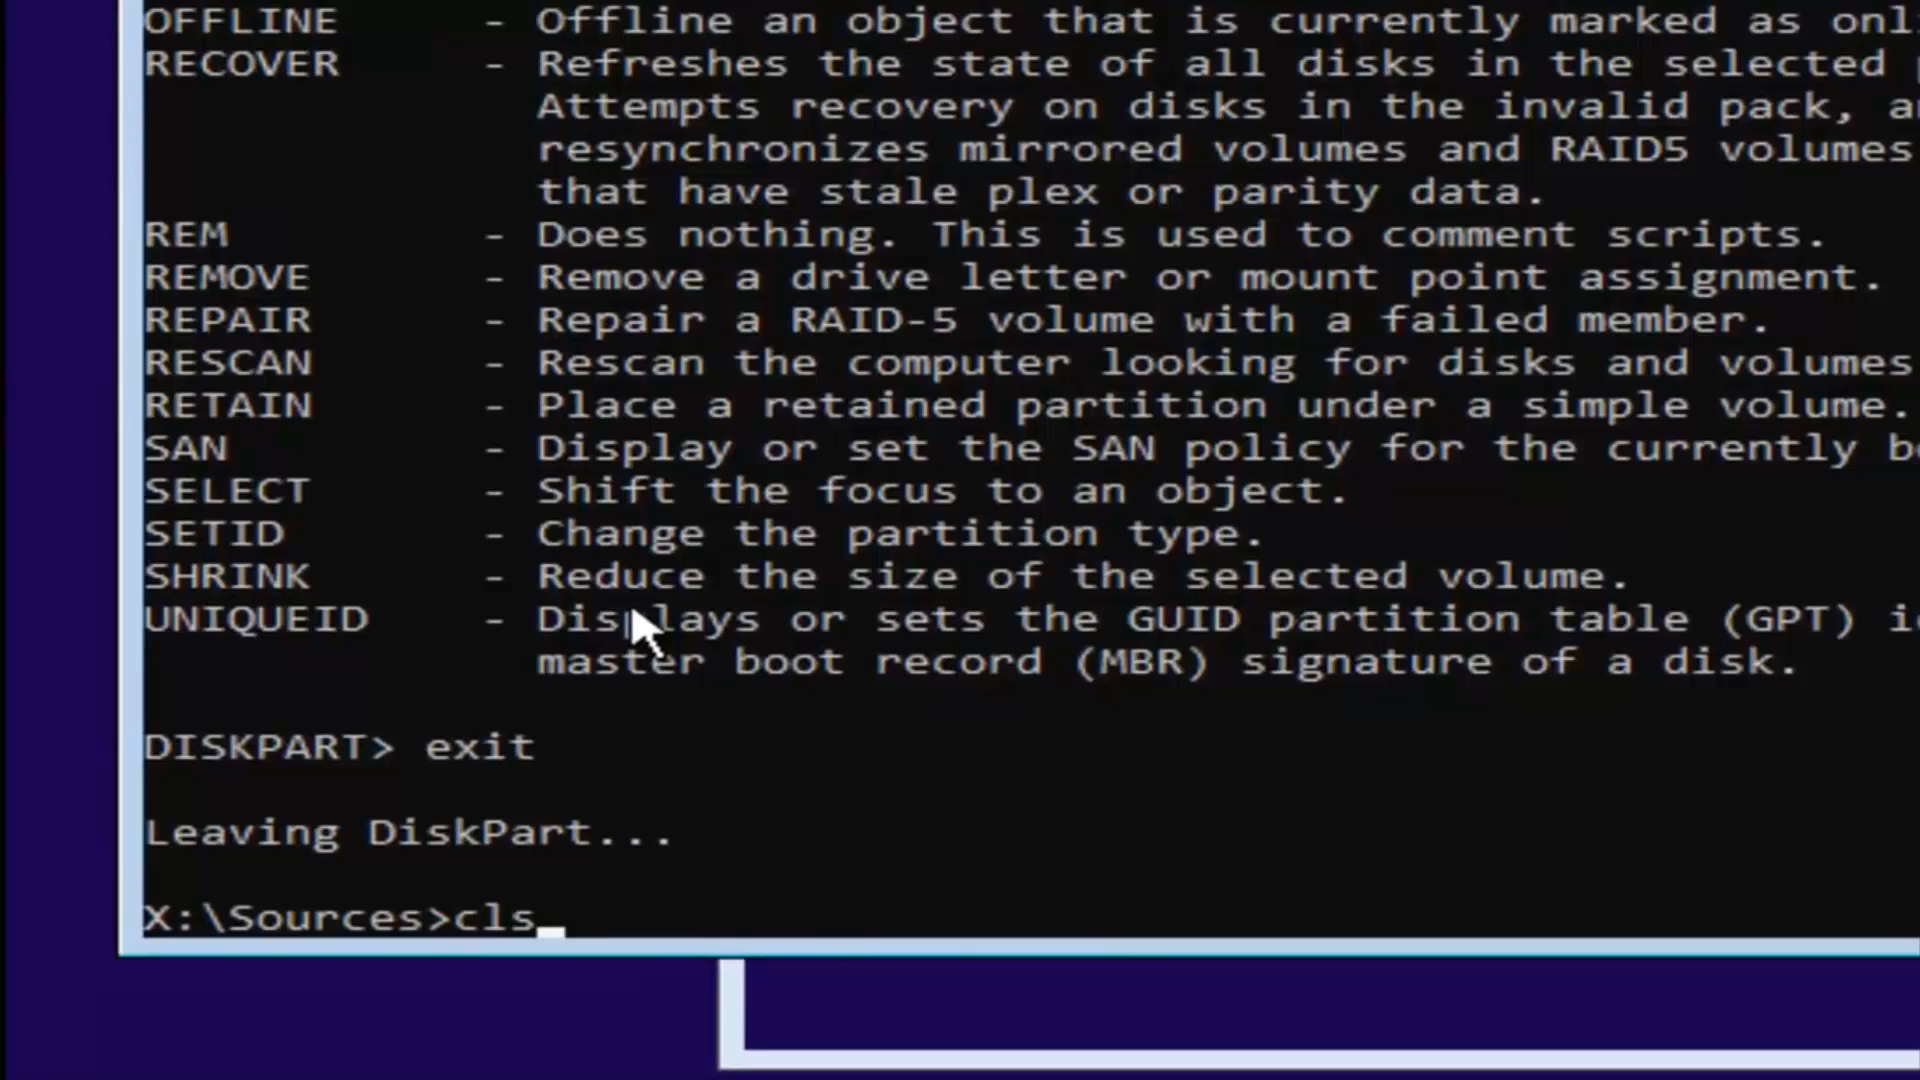 OFFLINE - Offline an object that is currently marked as
RECOVER - Refreshes the state of all disks in the selected
Attempts recovery on disks in the invalid pack,
resynchronizes mirrored volumes and RAID5 volumes
that have stale plex or parity data.
REM - Does nothing. This is used to comment scripts.
REMOVE - Remove a drive letter or mount point assignment.
REPAIR - Repair a RAID-5 volume with a failed member.
RESCAN - Rescan the computer looking for disks and volumes
RETAIN - Place a retained partition under a simple volume.
SAN - Display or set the SAN policy for the currently
SELECT - Shift the focus to an object.
SETID - Change the partition type.
SHRINK - Reduce the size of the selected volume.
UNIQUEID - Displays or sets the GUID partition table (GPT)
master boot record (MBR) signature of a disk.
DISKPART> exit
Leaving DiskPart...
X:\Sources>cls